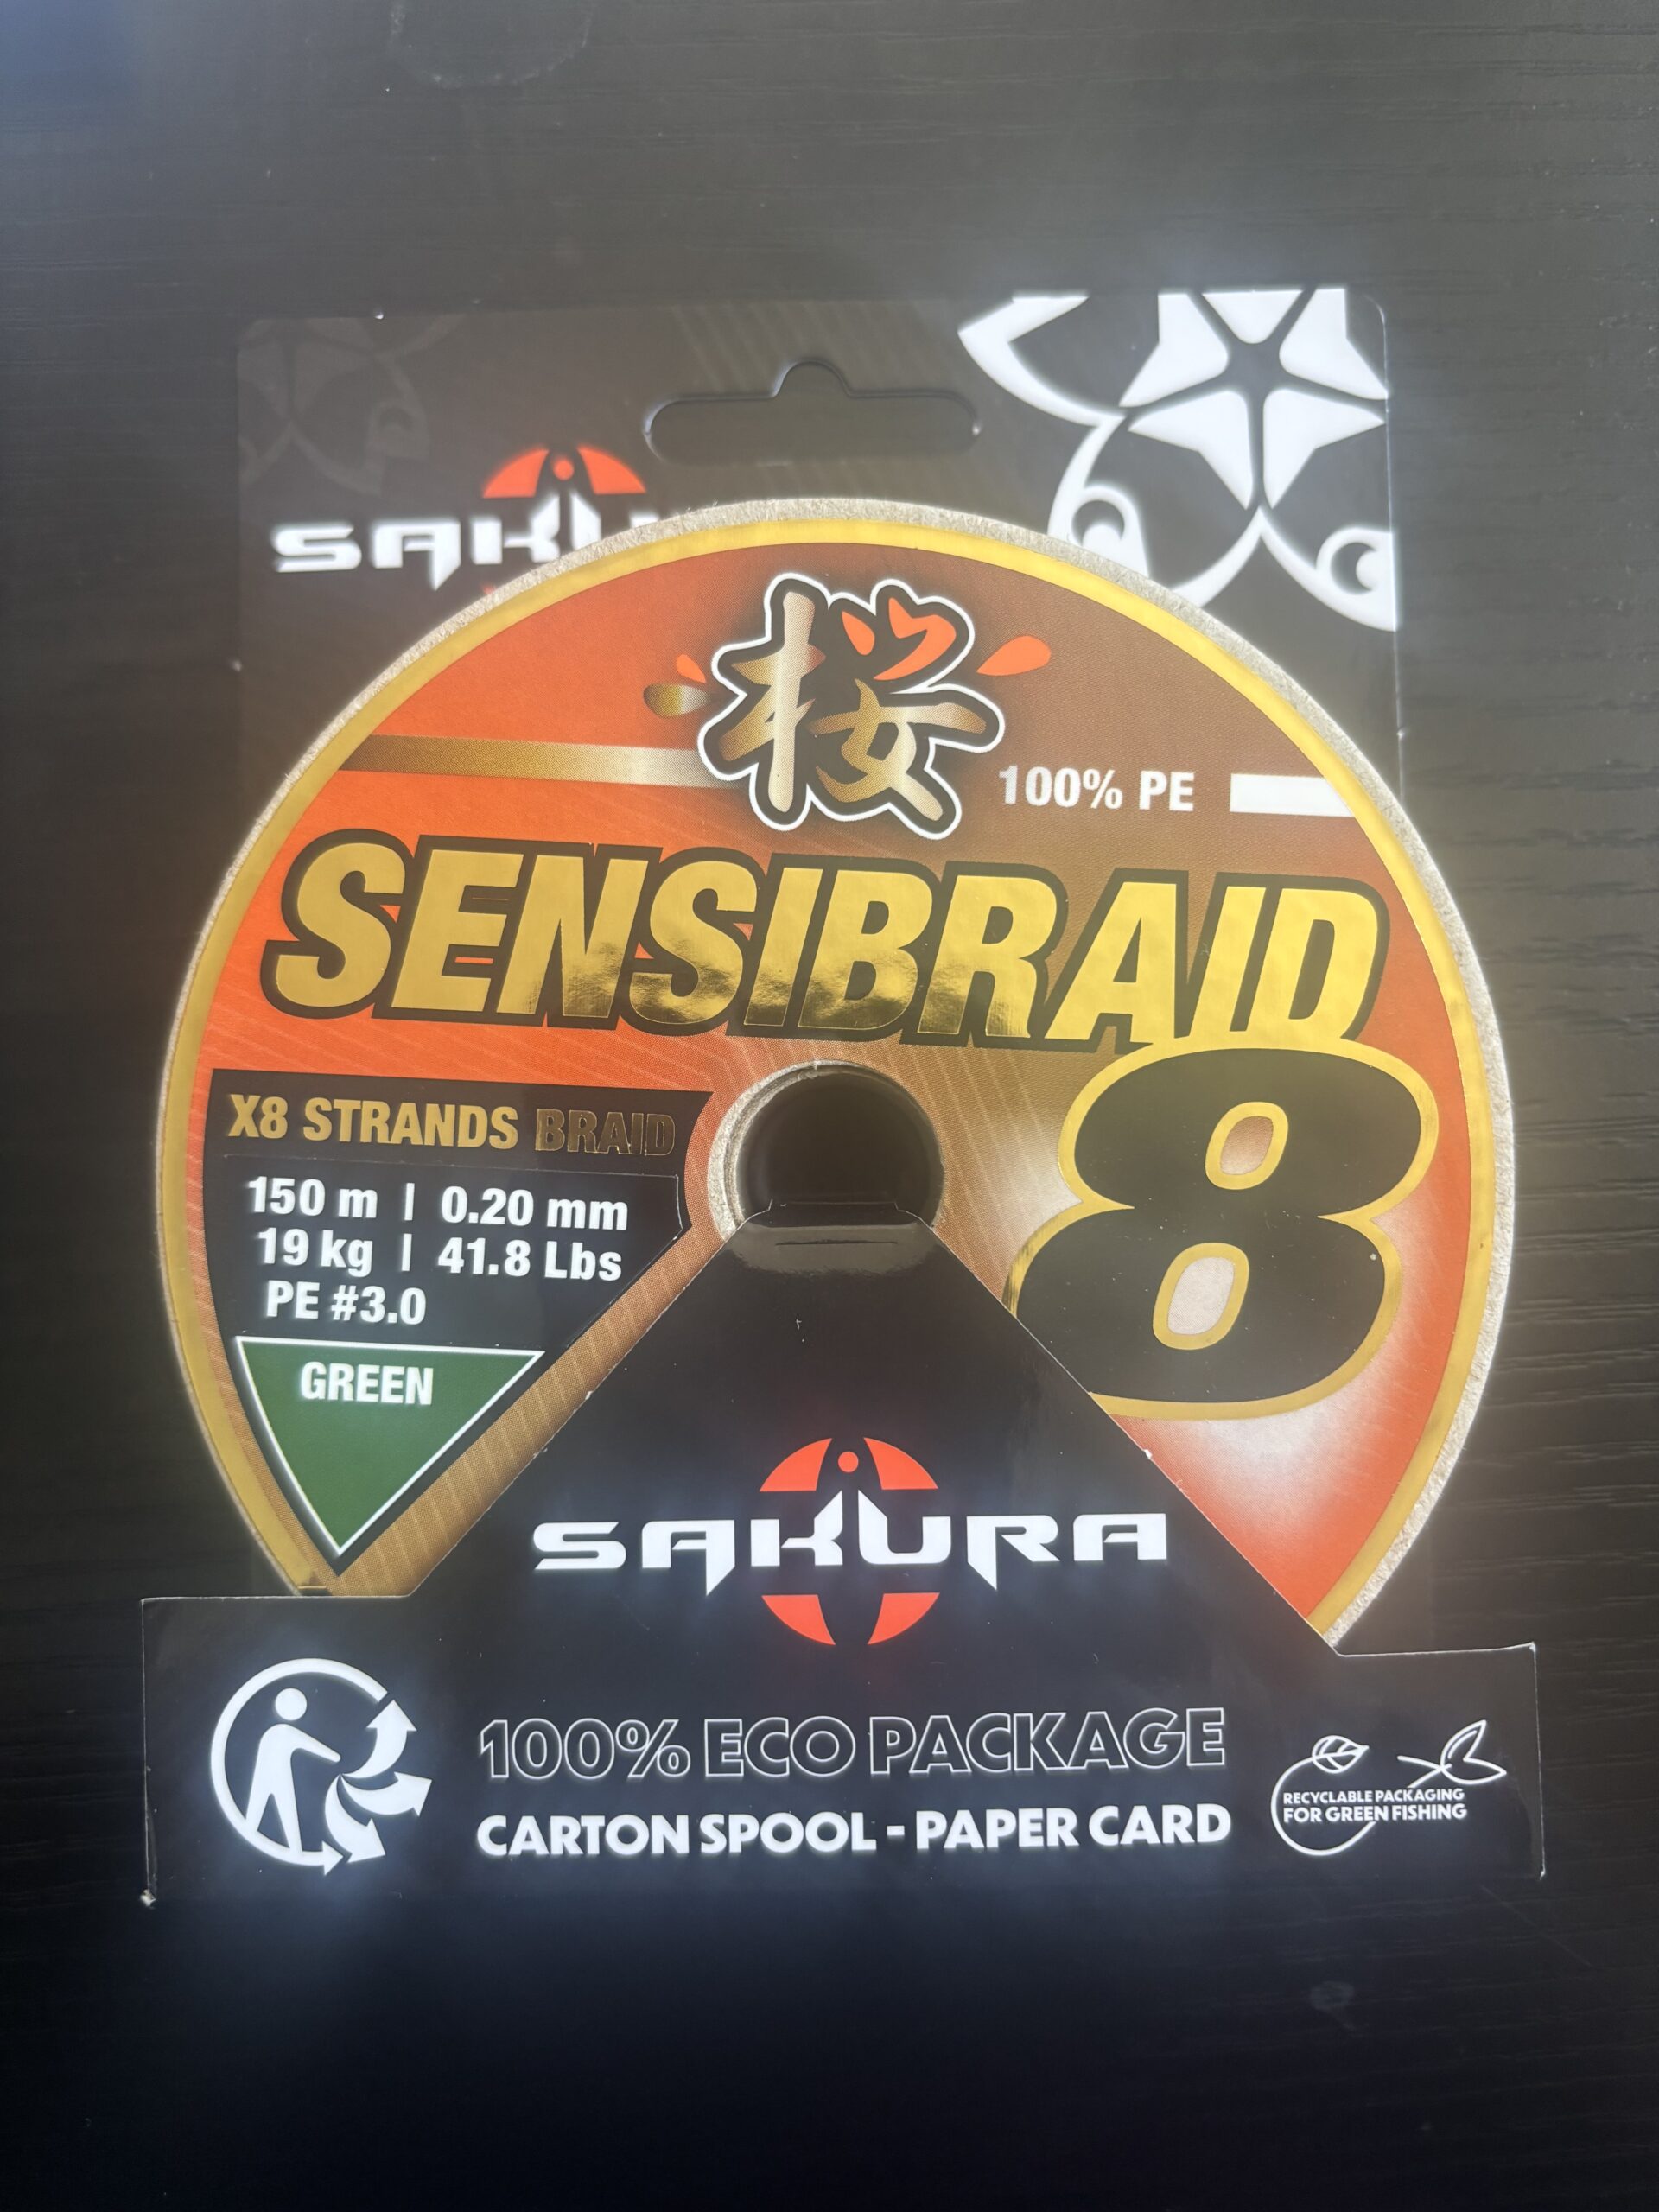 SAKU
桜
100% PE
SENSIBRAID
8
X8 STRANDS BRAID
150 m | 0.20 mm
19 kg | 41.8 Lbs
PE #3.0
GREEN
SAKURA
100% ECO PACKAGE
CARTON SPOOL - PAPER CARD
RECYCLABLE PACKAGING
FOR GREEN FISHING